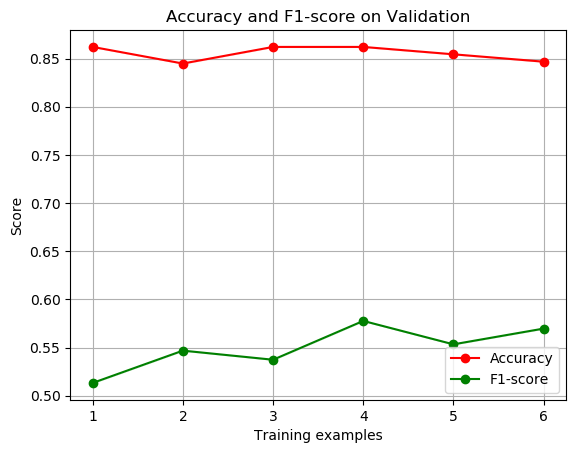 Accuracy and F1-score on Validation
0.85
0.80
0.75
0.70
0.65
0.60
0.55
0.50
Score
Accuracy
F1-score
1 2 3 4 5 6
Training examples